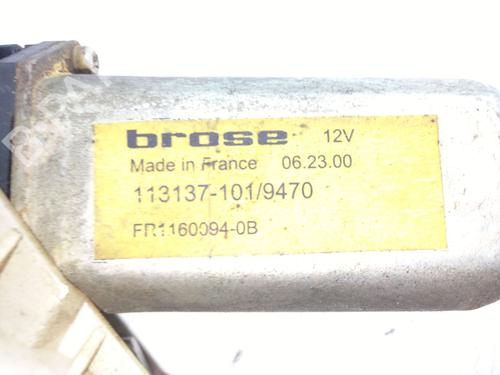 brose 12V
Made in France 06.23.00
113137-101/9470
FR1160094-0B